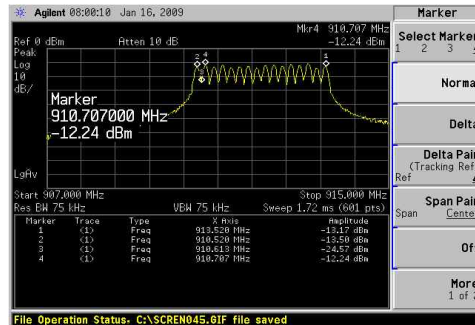 Agilent 08:00:10 Jan 16, 2009
Marker
Mkr4 910.707 MHz
Ref 0 dBm Atten 10 dB -12.24 dBm
Select Marker
1 2 3
Peak
Log
10
dB/
Marker
910.707000 MHz
-12.24 dBm
LgAv
2 4 1
Norma
Delta
Delta Pair
(Tracking Ref
Ref
Span Pair
Span Center
Of
More
1 of 2
Start 907.000 MHz Stop 915.000 MHz
Res BW 75 kHz VBW 75 kHz Sweep 1.72 ms (601 pts)
Marker Trace Type X Axis Amplitude
1 (1) Freq 913.520 MHz -13.17 dBm
2 (1) Freq 910.520 MHz -13.50 dBm
3 (1) Freq 910.613 MHz -24.57 dBm
4 (1) Freq 910.707 MHz -12.24 dBm
File Operation Status, C:\SCREN045.GIF file saved